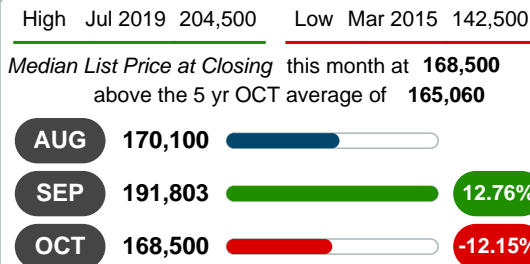 High Jul 2019 204,500 Low Mar 2015 142,500
Median List Price at Closing this month at 168,500
above the 5 yr OCT average of 165,060
AUG 170,100
SEP 191,803 12.76%
OCT 168,500 -12.15%